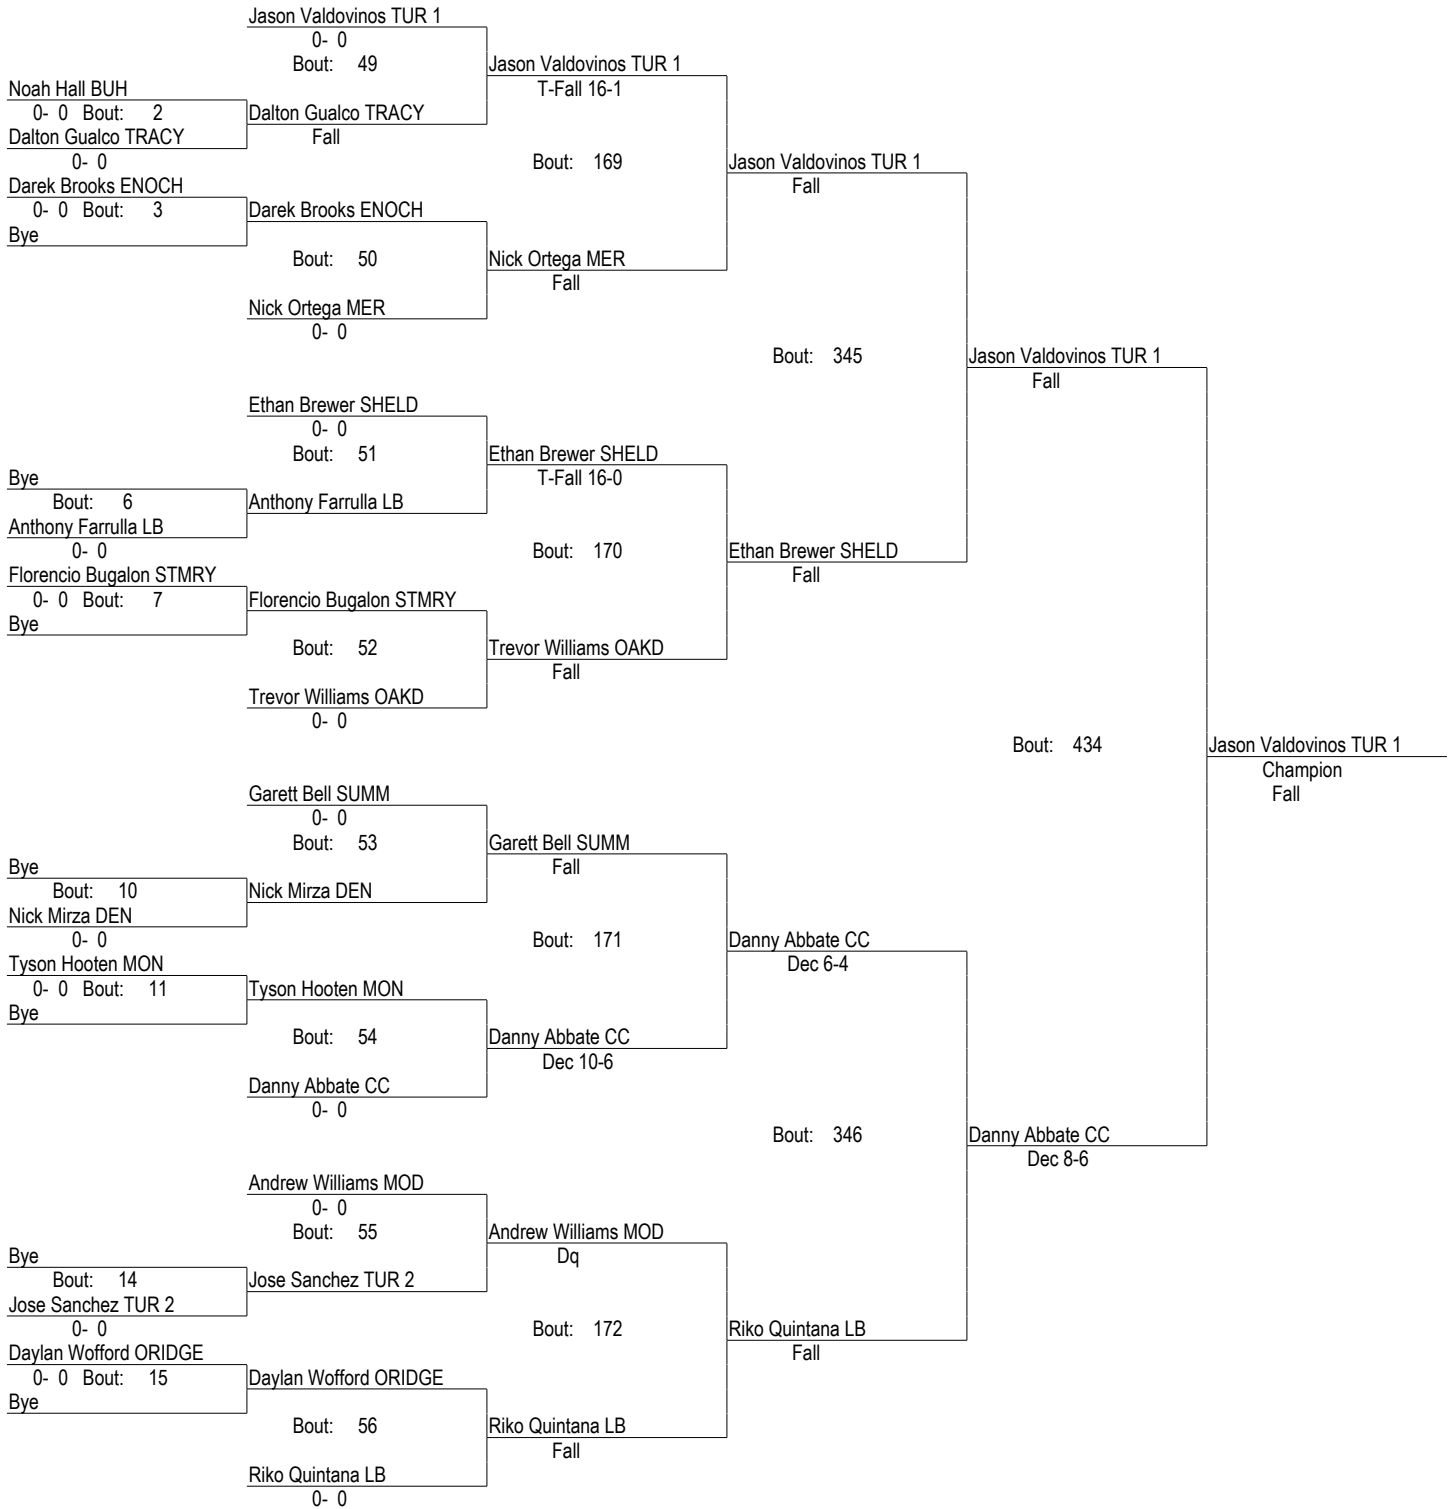 Jason Valdovinos TUR 1
0- 0
Bout: 49
Jason Valdovinos TUR 1
Noah Hall BUH
T-Fall 16-1
0- 0 Bout: 2
Dalton Gualco TRACY
Dalton Gualco TRACY
Fall
0- 0
Bout: 169
Jason Valdovinos TUR 1
Darek Brooks ENOCH
Fall
0- 0 Bout: 3
Darek Brooks ENOCH
Bye
Bout: 50
Nick Ortega MER
Fall
Nick Ortega MER
0- 0
Bout: 345
Jason Valdovinos TUR 1
Fall
Ethan Brewer SHELD
0- 0
Bout: 51
Ethan Brewer SHELD
Bye
T-Fall 16-0
Bout: 6
Anthony Farrulla LB
Anthony Farrulla LB
0- 0
Bout: 170
Ethan Brewer SHELD
Florencio Bugalon STMRY
Fall
0- 0 Bout: 7
Florencio Bugalon STMRY
Bye
Bout: 52
Trevor Williams OAKD
Fall
Trevor Williams OAKD
0- 0
Bout: 434
Jason Valdovinos TUR 1
Champion
Fall
Garett Bell SUMM
0- 0
Bout: 53
Garett Bell SUMM
Bye
Fall
Bout: 10
Nick Mirza DEN
Nick Mirza DEN
0- 0
Bout: 171
Danny Abbate CC
Tyson Hooten MON
Dec 6-4
0- 0 Bout: 11
Tyson Hooten MON
Bye
Bout: 54
Danny Abbate CC
Dec 10-6
Danny Abbate CC
0- 0
Bout: 346
Danny Abbate CC
Dec 8-6
Andrew Williams MOD
0- 0
Bout: 55
Andrew Williams MOD
Bye
Dq
Bout: 14
Jose Sanchez TUR 2
Jose Sanchez TUR 2
0- 0
Bout: 172
Riko Quintana LB
Daylan Wofford ORIDGE
Fall
0- 0 Bout: 15
Daylan Wofford ORIDGE
Bye
Bout: 56
Riko Quintana LB
Fall
Riko Quintana LB
0- 0